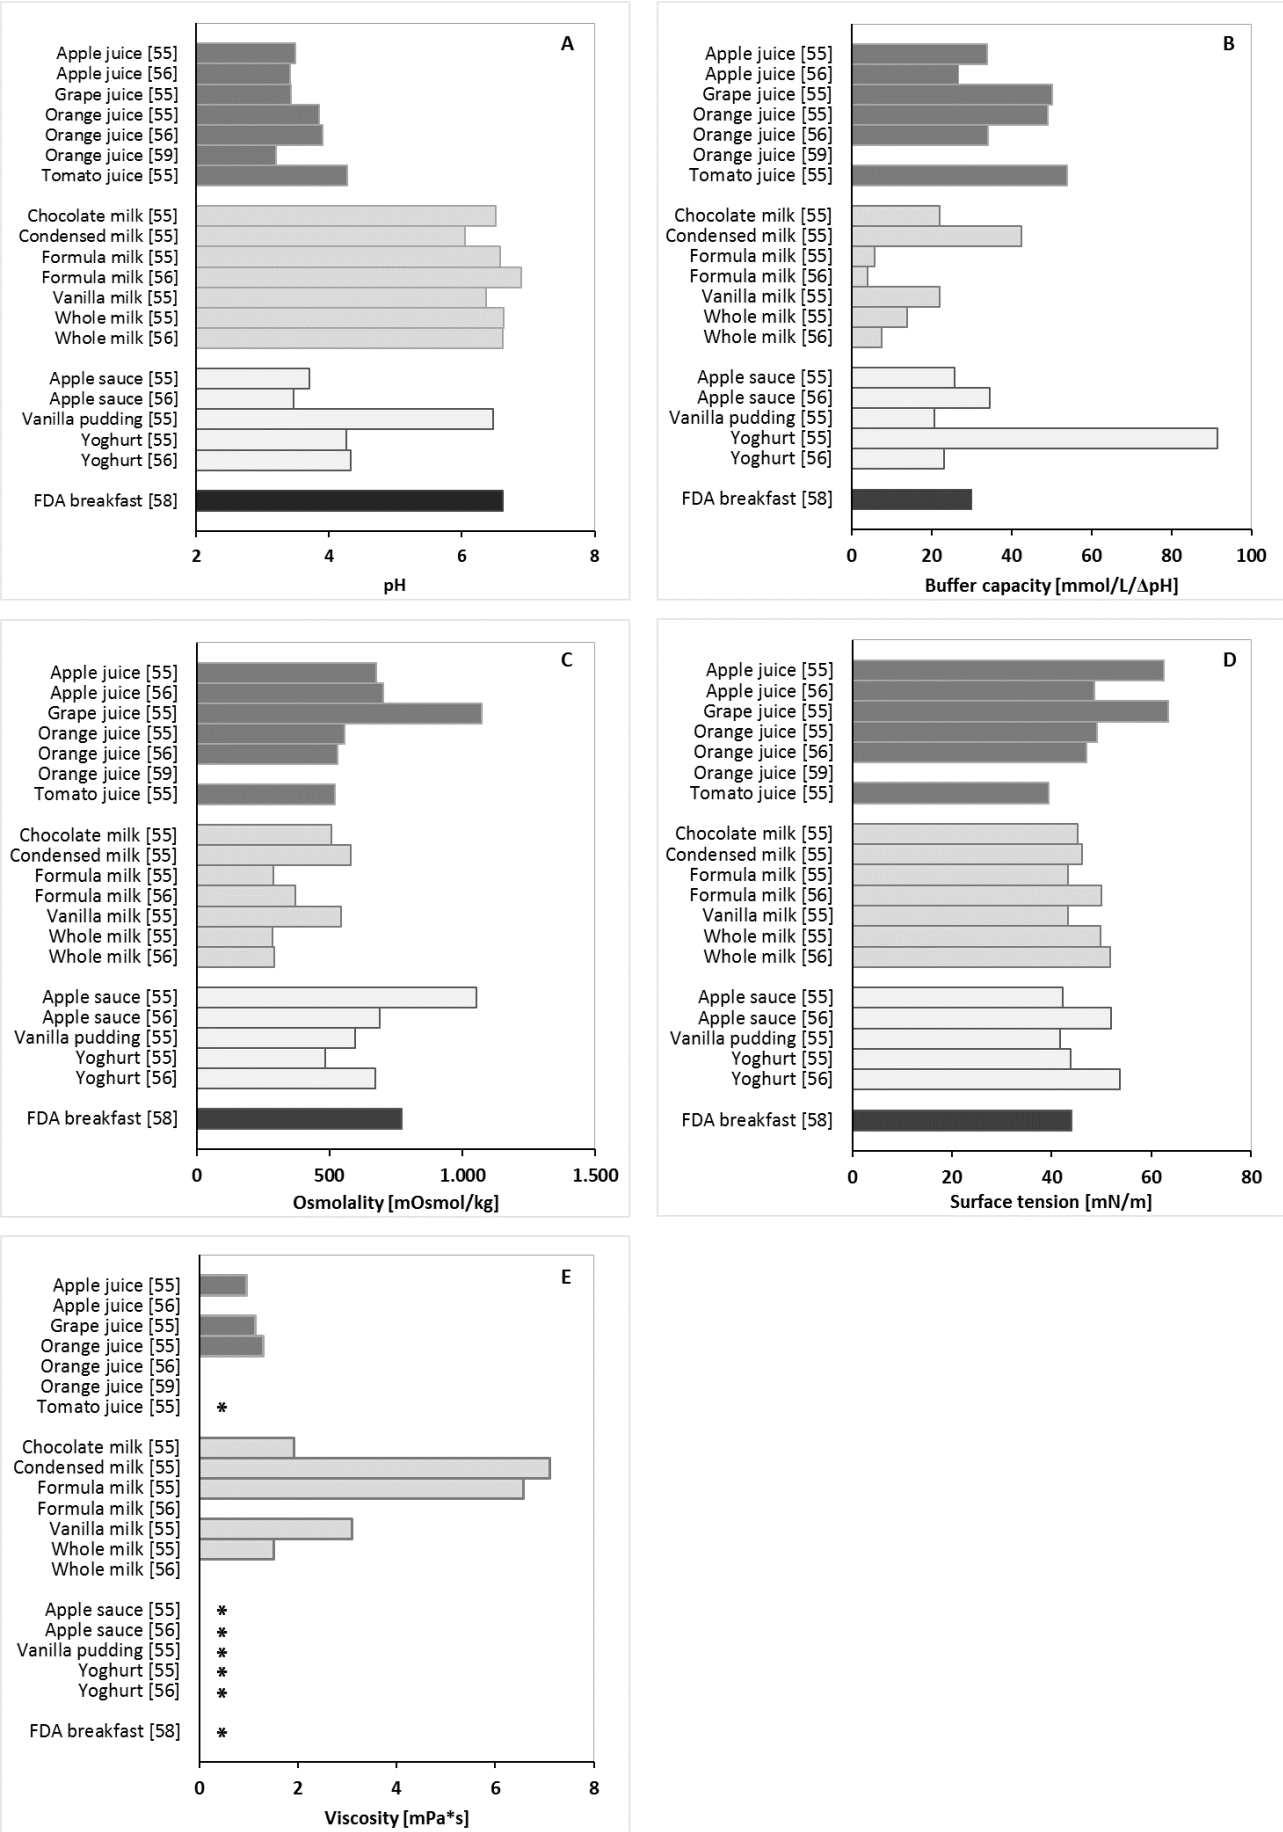 A
Apple juice [55]
Apple juice [56]
Grape juice [55]
Orange juice [55]
Orange juice [56]
Orange juice [59]
Tomato juice [55]
Chocolate milk [55]
Condensed milk [55]
Formula milk [55]
Formula milk [56]
Vanilla milk [55]
Whole milk [55]
Whole milk [56]
Apple sauce [55]
Apple sauce [56]
Vanilla pudding [55]
Yoghurt [55]
Yoghurt [56]
FDA breakfast [58]
2 4 6 8
pH
B
Apple juice [55]
Apple juice [56]
Grape juice [55]
Orange juice [55]
Orange juice [56]
Orange juice [59]
Tomato juice [55]
Chocolate milk [55]
Condensed milk [55]
Formula milk [55]
Formula milk [56]
Vanilla milk [55]
Whole milk [55]
Whole milk [56]
Apple sauce [55]
Apple sauce [56]
Vanilla pudding [55]
Yoghurt [55]
Yoghurt [56]
FDA breakfast [58]
0 20 40 60 80 100
Buffer capacity [mmol/L/ΔpH]
C
Apple juice [55]
Apple juice [56]
Grape juice [55]
Orange juice [55]
Orange juice [56]
Orange juice [59]
Tomato juice [55]
Chocolate milk [55]
Condensed milk [55]
Formula milk [55]
Formula milk [56]
Vanilla milk [55]
Whole milk [55]
Whole milk [56]
Apple sauce [55]
Apple sauce [56]
Vanilla pudding [55]
Yoghurt [55]
Yoghurt [56]
FDA breakfast [58]
0 500 1.000 1.500
Osmolality [mOsmol/kg]
D
Apple juice [55]
Apple juice [56]
Grape juice [55]
Orange juice [55]
Orange juice [56]
Orange juice [59]
Tomato juice [55]
Chocolate milk [55]
Condensed milk [55]
Formula milk [55]
Formula milk [56]
Vanilla milk [55]
Whole milk [55]
Whole milk [56]
Apple sauce [55]
Apple sauce [56]
Vanilla pudding [55]
Yoghurt [55]
Yoghurt [56]
FDA breakfast [58]
0 20 40 60 80
Surface tension [mN/m]
E
Apple juice [55]
Apple juice [56]
Grape juice [55]
Orange juice [55]
Orange juice [56]
Orange juice [59]
Tomato juice [55] *
Chocolate milk [55]
Condensed milk [55]
Formula milk [55]
Formula milk [56]
Vanilla milk [55]
Whole milk [55]
Whole milk [56]
Apple sauce [55] *
Apple sauce [56] *
Vanilla pudding [55] *
Yoghurt [55] *
Yoghurt [56] *
FDA breakfast [58] *
0 2 4 6 8
Viscosity [mPa*s]